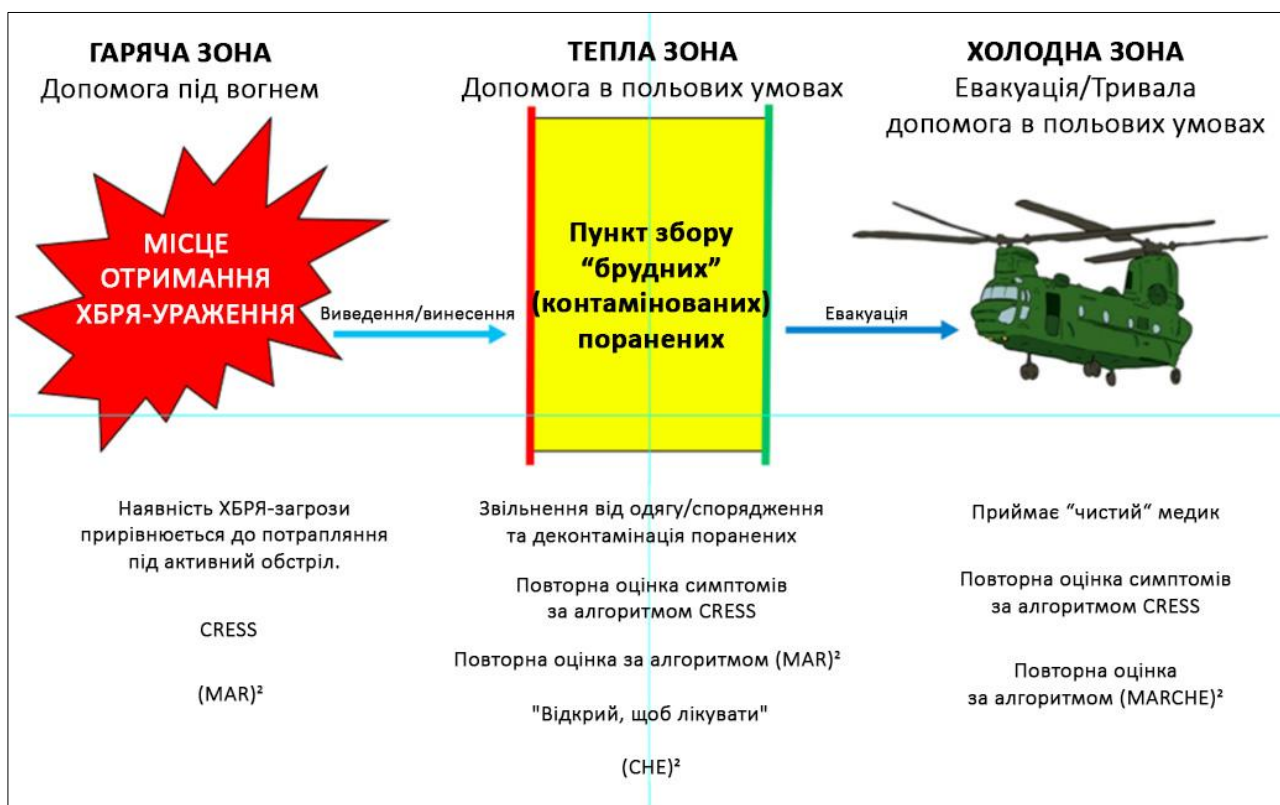 ГАРЯЧА ЗОНА
Допомога під вогнем
МІСЦЕ
ОТРИМАННЯ
ХБРЯ-УРАЖЕННЯ
Виведення/винесення
ТЕПЛА ЗОНА
Допомога в польових умовах
Пункт збору
“брудних”
(контамінованих)
поранених
Евакуація
ХОЛОДНА ЗОНА
Евакуація/Тривала
допомога в польових умовах
Наявність ХБРЯ-загрози
прирівнюється до потрапляння
під активний обстріл.
CRESS
(MAR)²
Звільнення від одягу/спорядження
та деконтамінація поранених
Повторна оцінка симптомів
за алгоритмом CRESS
Повторна оцінка за алгоритмом (MAR)²
"Відкрий, щоб лікувати"
(CHE)²
Приймає “чистий“ медик
Повторна оцінка симптомів
за алгоритмом CRESS
Повторна оцінка
за алгоритмом (MARCHE)²